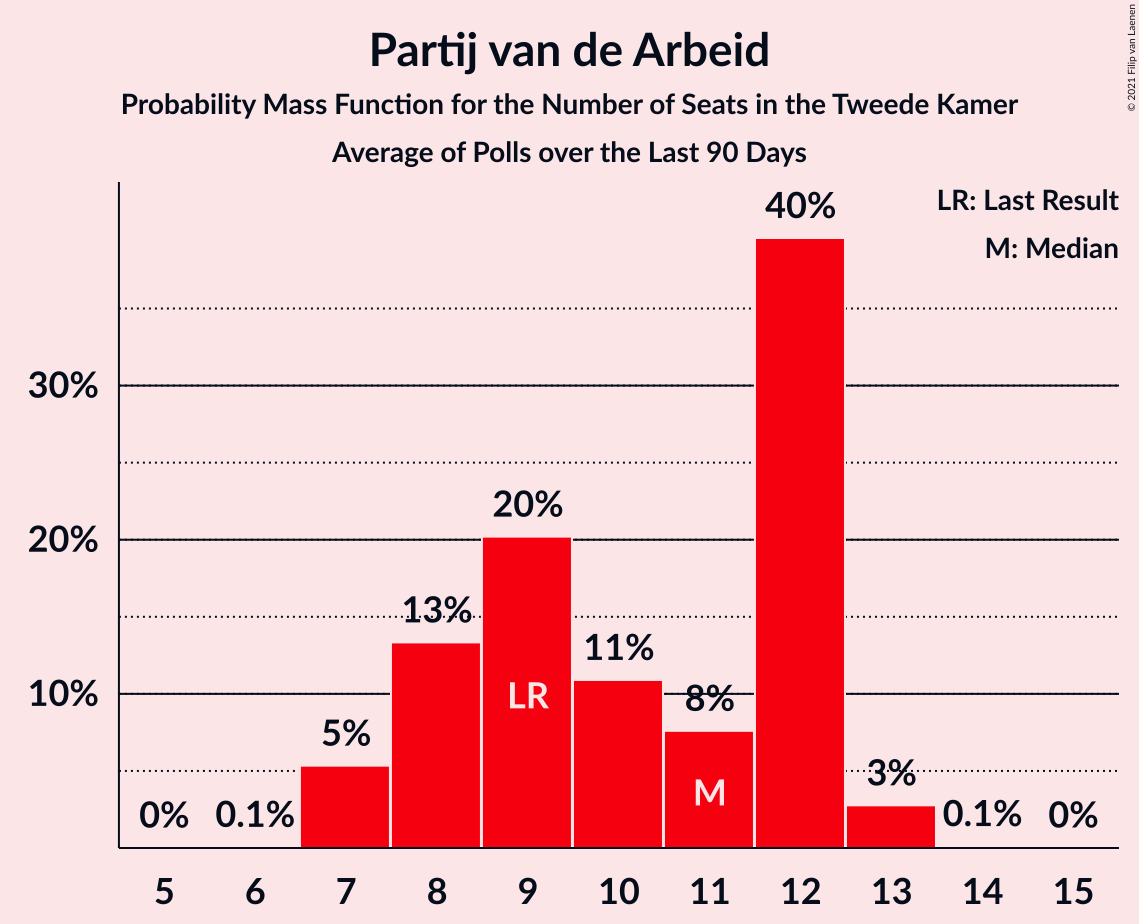 Partij van de Arbeid
Probability Mass Function for the Number of Seats in the Tweede Kamer
Average of Polls over the Last 90 Days
© 2021 Filip van Laenen
LR: Last Result
M: Median
40%
30%
20%
20%
13%
11%
LR
10%
8%
5%
M
3%
0%
0.1%
0.1%
0%
5 6 7 8 9 10 11 12 13 14 15